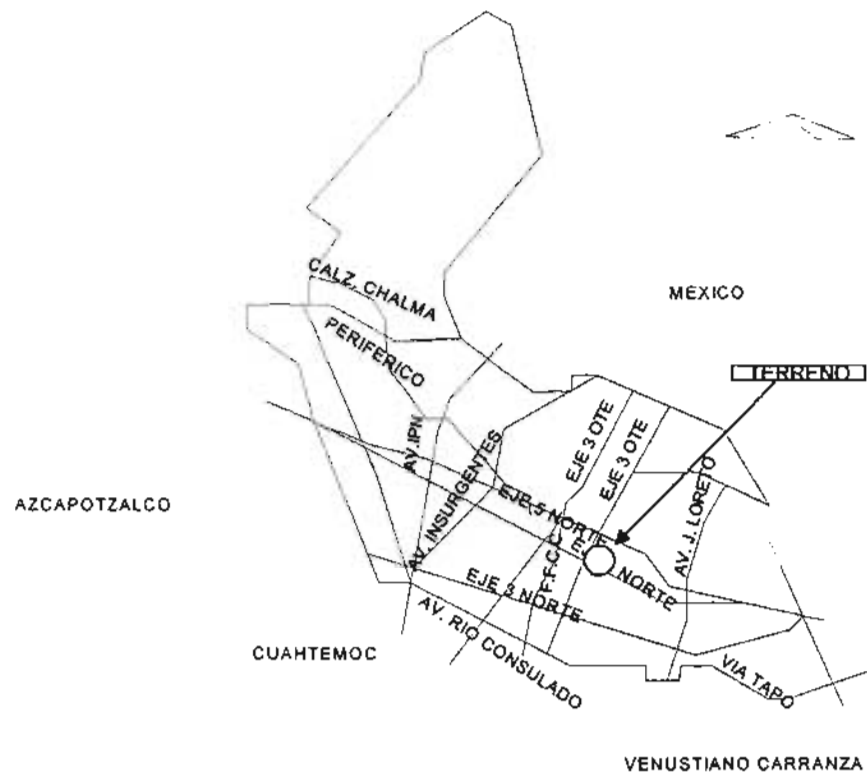 CALZ. CHALMA
MEXICO
PERIFERICO
TERRENO
EJE 3 OTE
EJE 3 OTE
AV. IPN
AV. INSURGENTES
AV. J. LORETO
AZCAPOTZALCO
EJE 5 NORTE
F.F.C.C.
E.
NORTE
EJE 3 NORTE
AV. RIO CONSULADO
CUAHTEMOC
VIA TAPO
VENUSTIANO CARRANZA